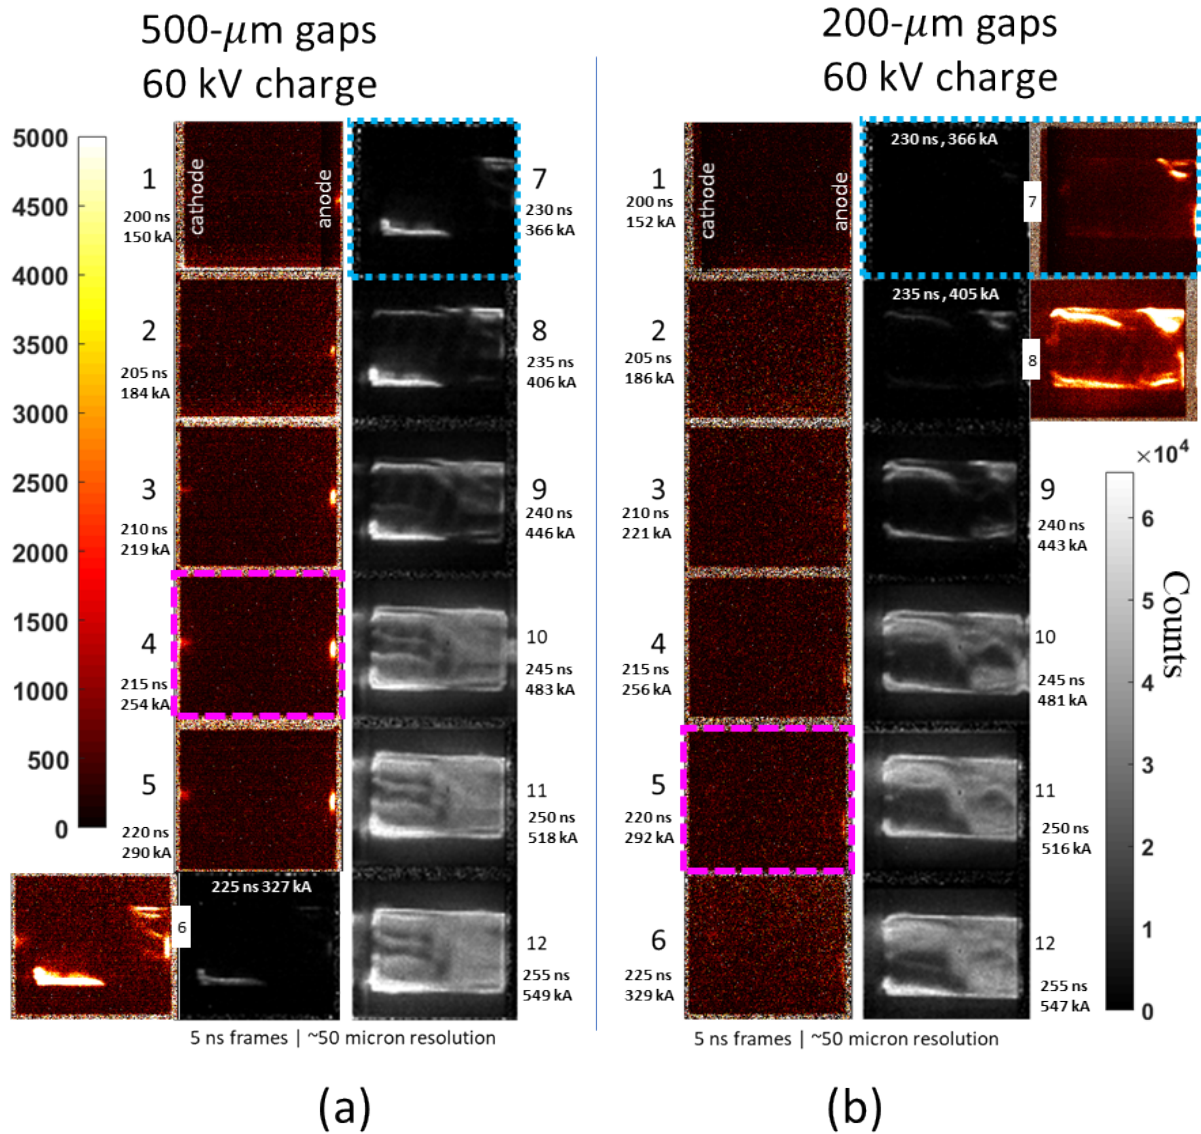 500-μm gaps
60 kV charge
200-μm gaps
60 kV charge
5000
4500
4000
3500
3000
2500
2000
1500
1000
500
0
1
200 ns
150 kA
cathode
anode
2
205 ns
184 kA
3
210 ns
219 kA
4
215 ns
254 kA
5
220 ns
290 kA
6
225 ns 327 kA
7
230 ns
366 kA
8
235 ns
406 kA
9
240 ns
446 kA
10
245 ns
483 kA
11
250 ns
518 kA
12
255 ns
549 kA
5 ns frames | ~50 micron resolution
(a)
1
200 ns
152 kA
cathode
anode
2
205 ns
186 kA
3
210 ns
221 kA
4
215 ns
256 kA
5
220 ns
292 kA
6
225 ns
329 kA
230 ns, 366 kA
7
235 ns, 405 kA
8
9
240 ns
443 kA
10
245 ns
481 kA
11
250 ns
516 kA
12
255 ns
547 kA
×10⁴
6
5
4
3
2
1
0
Counts
5 ns frames | ~50 micron resolution
(b)